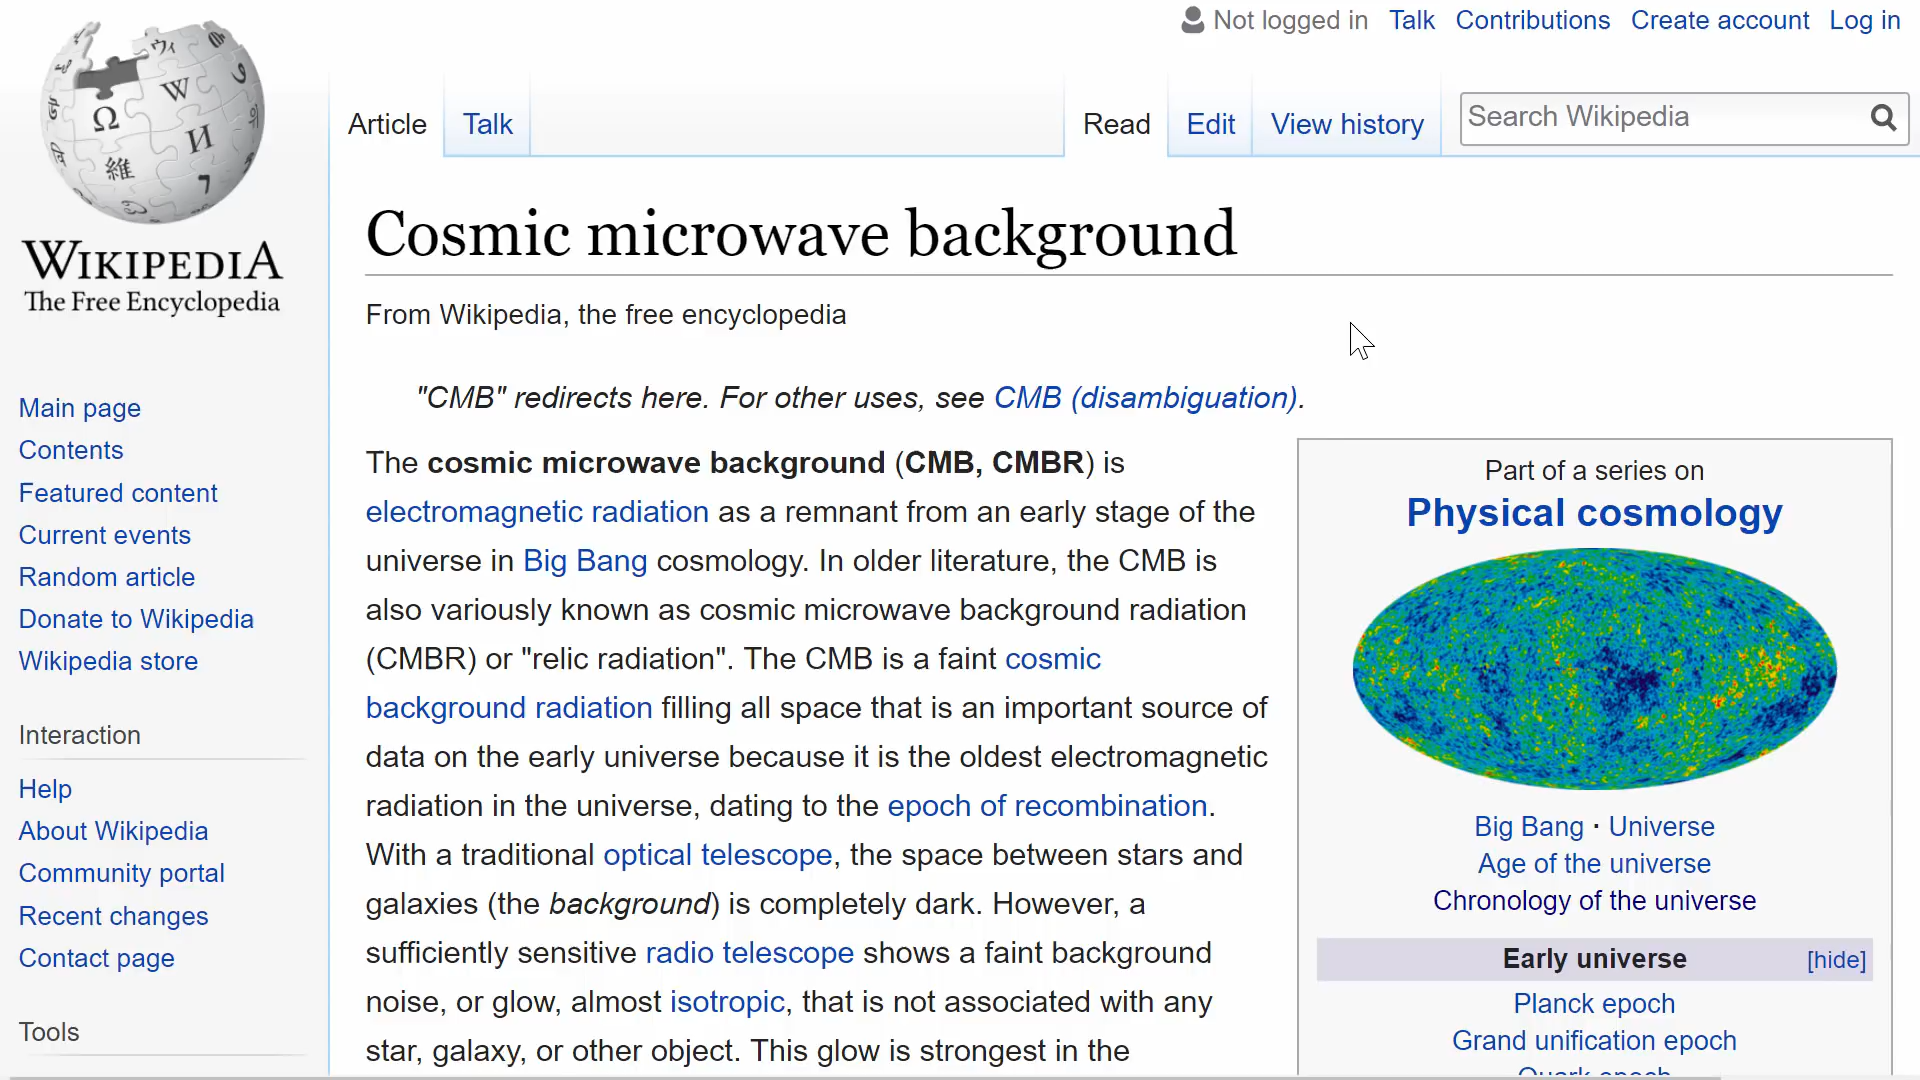 Not logged in Talk Contributions Create account Log in
Article Talk Read Edit View history Search Wikipedia
Ω W И 維 ウィ
WIKIPEDIA
The Free Encyclopedia
Main page
Contents
Featured content
Current events
Random article
Donate to Wikipedia
Wikipedia store
Interaction
Help
About Wikipedia
Community portal
Recent changes
Contact page
Tools
Cosmic microwave background
From Wikipedia, the free encyclopedia
"CMB" redirects here. For other uses, see CMB (disambiguation).
The cosmic microwave background (CMB, CMBR) is
electromagnetic radiation as a remnant from an early stage of the
universe in Big Bang cosmology. In older literature, the CMB is
also variously known as cosmic microwave background radiation
(CMBR) or "relic radiation". The CMB is a faint cosmic
background radiation filling all space that is an important source of
data on the early universe because it is the oldest electromagnetic
radiation in the universe, dating to the epoch of recombination.
With a traditional optical telescope, the space between stars and
galaxies (the background) is completely dark. However, a
sufficiently sensitive radio telescope shows a faint background
noise, or glow, almost isotropic, that is not associated with any
star, galaxy, or other object. This glow is strongest in the
Part of a series on
Physical cosmology
Big Bang · Universe
Age of the universe
Chronology of the universe
Early universe [hide]
Planck epoch
Grand unification epoch
Quark epoch